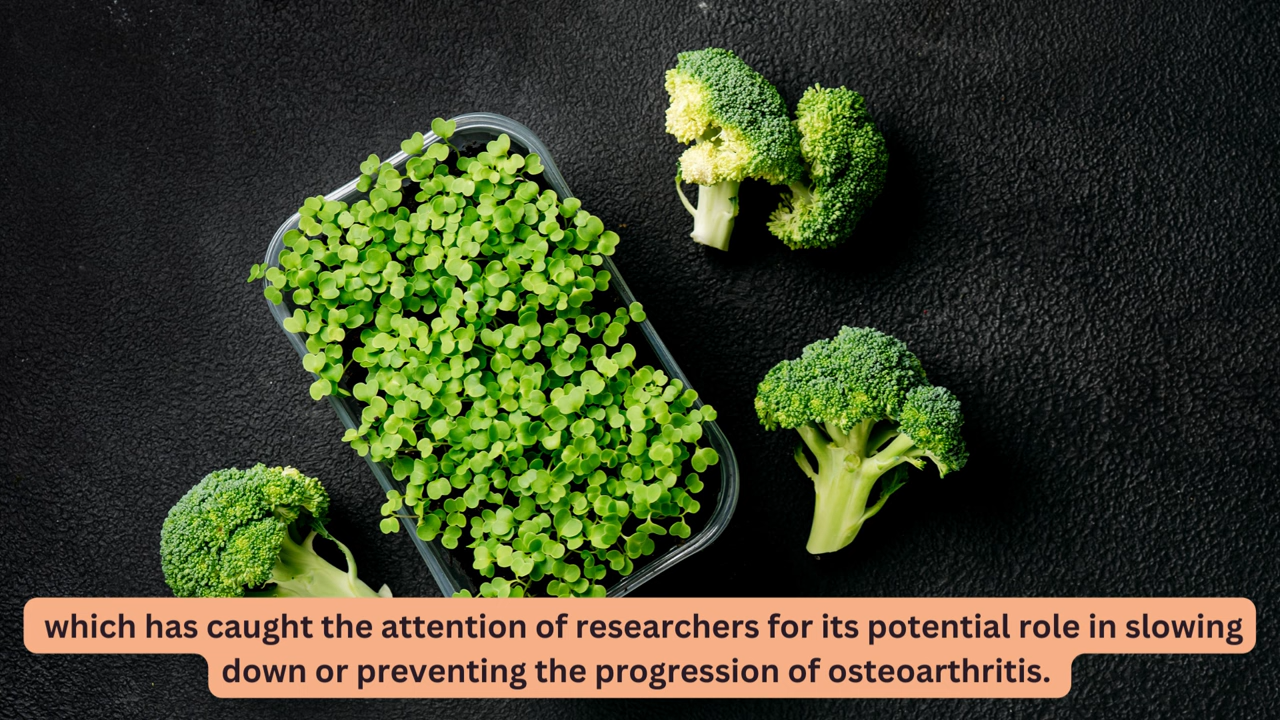 which has caught the attention of researchers for its potential role in slowing
down or preventing the progression of osteoarthritis.